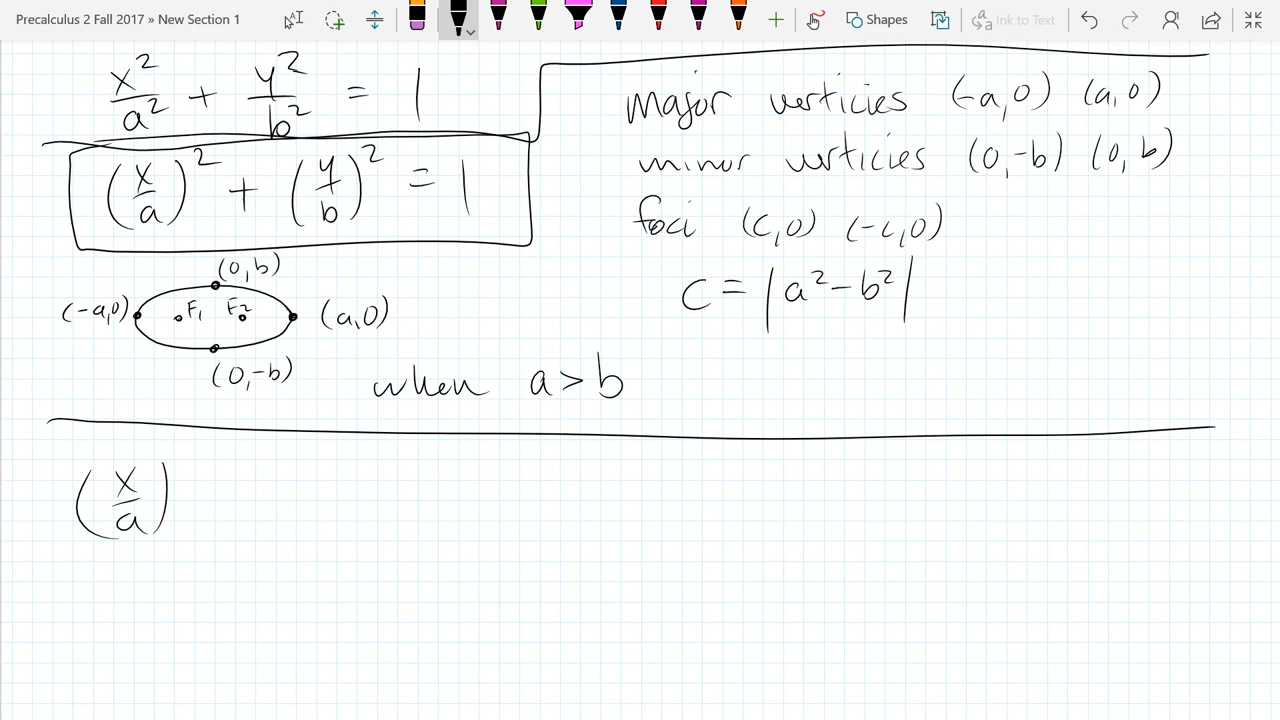 Precalculus 2 Fall 2017 » New Section 1
Shapes
Ink to Text
x²/a² + y²/b² = 1
(x/a)² + (y/b)² = 1
Major verticies (-a,0) (a,0)
minor verticies (0,-b) (0,b)
foci (c,0) (-c,0)
c = |a²-b²|
(0,b)
(-a,0) F₁ F2 (a,0)
(0,-b)
when a > b
(x/a)